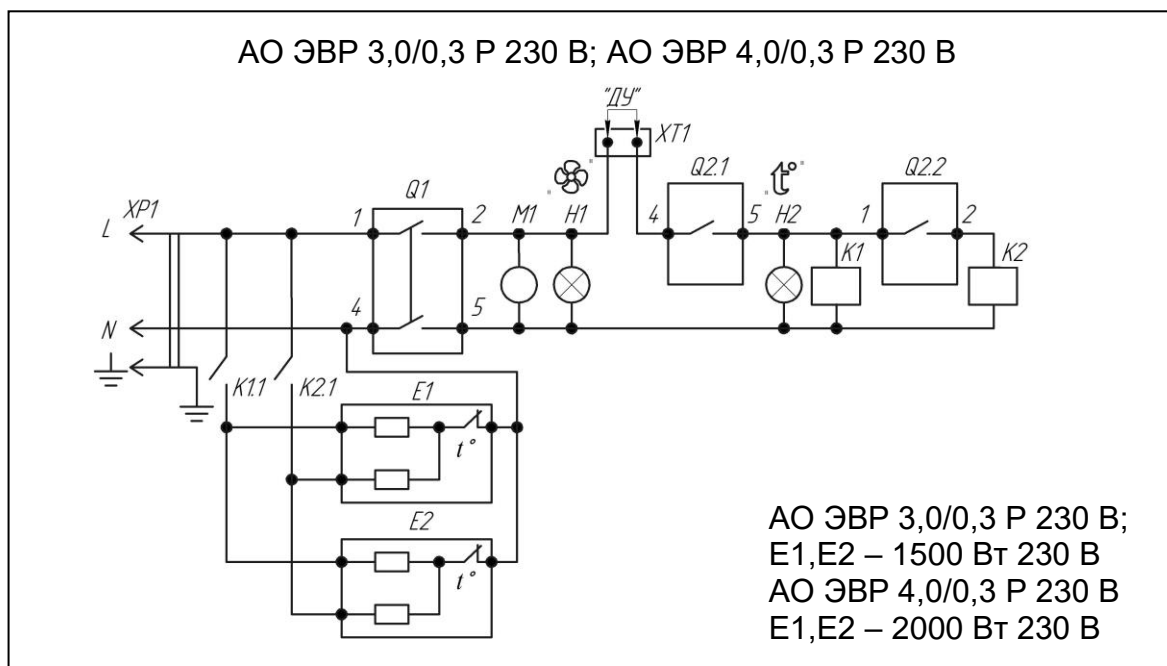 АО ЭВР 3,0/0,3 Р 230 В; АО ЭВР 4,0/0,3 Р 230 В
"ДУ"
XT1
Q2.1
t°
Q2.2
XP1
Q1
M1
H1
H2
L
1
2
4
5
1
2
K1
K2
N
4
5
K1.1
K2.1
E1
t°
E2
t°
АО ЭВР 3,0/0,3 Р 230 В;
Е1,Е2 – 1500 Вт 230 В
АО ЭВР 4,0/0,3 Р 230 В
Е1,Е2 – 2000 Вт 230 В